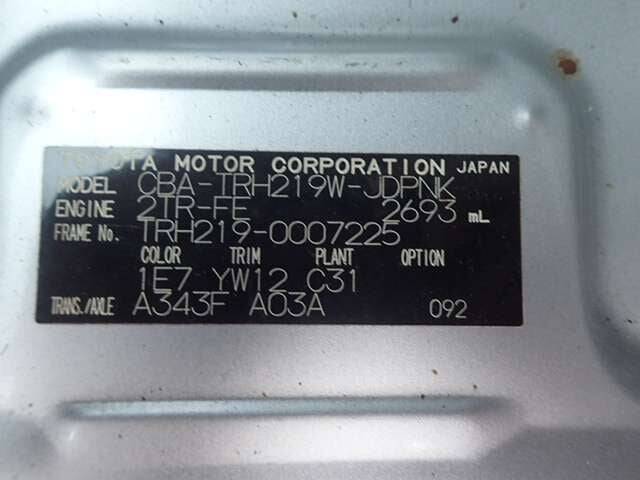 TOYOTA MOTOR CORPORATION JAPAN
MODEL CBA-TRH219W-JDPNK
ENGINE 2TR-FE 2693 mL
FRAME No. TRH219-0007225
COLOR TRIM PLANT OPTION
1E7 YW12 C31
TRANS./AXLE A343F A03A 092